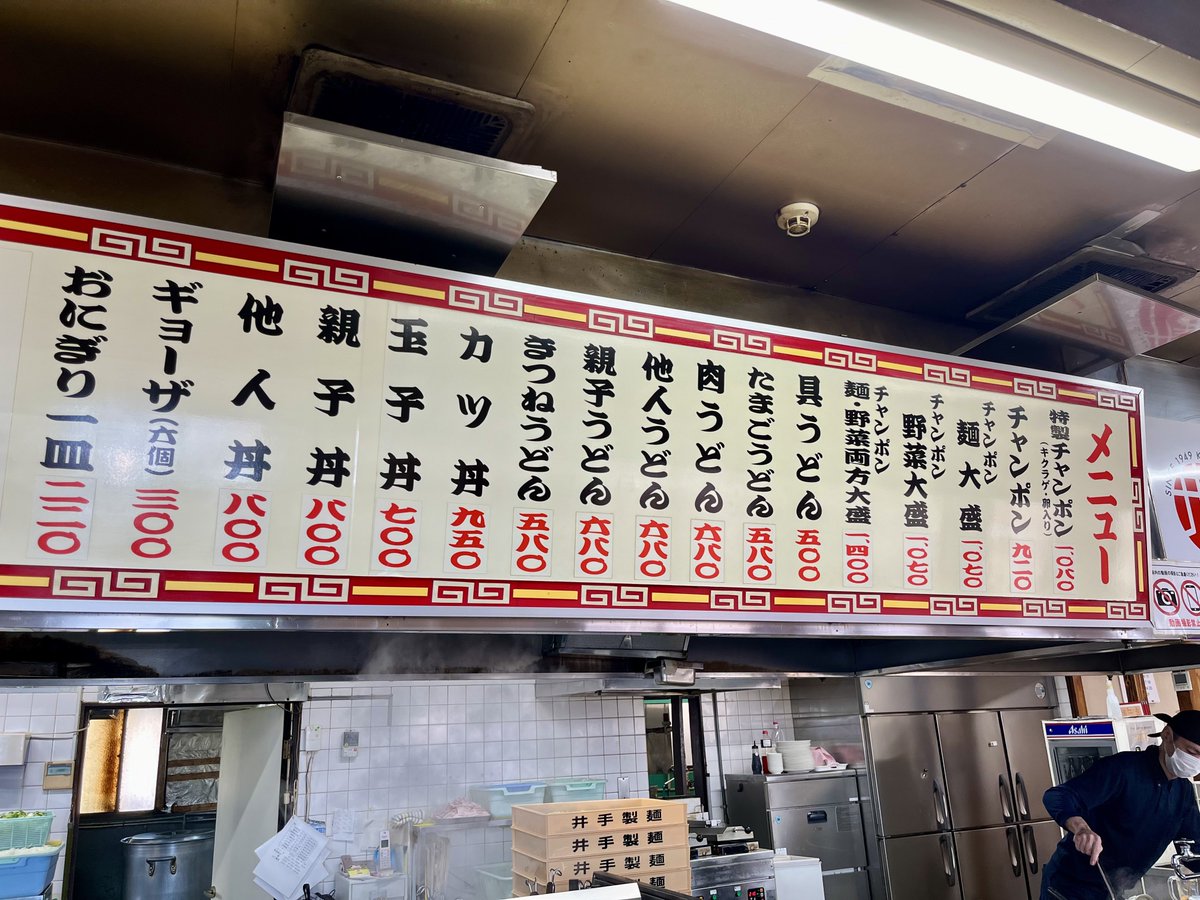 メニュー
特製チャンポン
(キクラゲ・卵入り)
一、〇八〇
チャンポン
九二〇
チャンポン
麺大盛
一、〇七〇
チャンポン
野菜大盛
一、〇七〇
チャンポン
麺・野菜両方大盛
一、四〇〇
具うどん
五〇〇
たまごうどん
五八〇
肉うどん
六八〇
他人うどん
六八〇
親子うどん
六八〇
きつねうどん
五八〇
カツ丼
九五〇
玉子丼
七〇〇
親子丼
八〇〇
他人丼
八〇〇
ギョーザ(六個)
三〇〇
おにぎり一皿
二二〇
SINCE 1949
Asahi
井手製麺
井手製麺
井手製麺